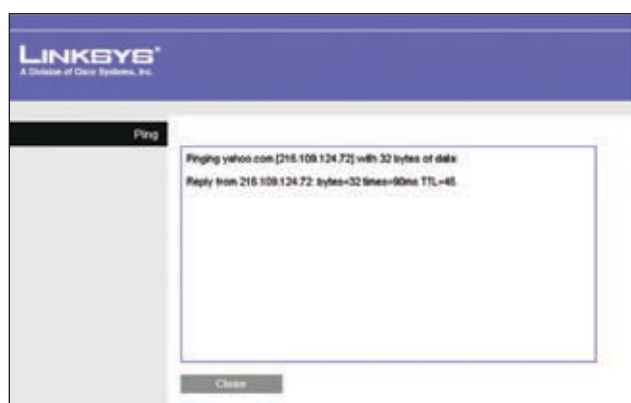 LINKSYS®
A Division of Cisco Systems, Inc.
Ping
Pinging yahoo.com [216.109.124.72] with 32 bytes of data:
Reply from 216.109.124.72: bytes=32 times=90ms TTL=45
Close